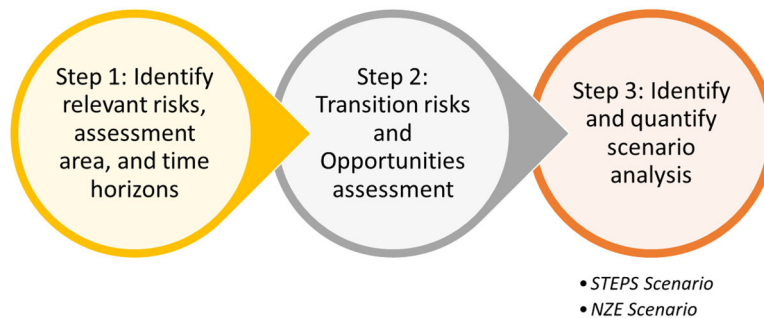 Step 1: Identify
relevant risks,
assessment
area, and time
horizons
Step 2:
Transition risks
and
Opportunities
assessment
Step 3: Identify
and quantify
scenario
analysis
• STEPS Scenario
• NZE Scenario